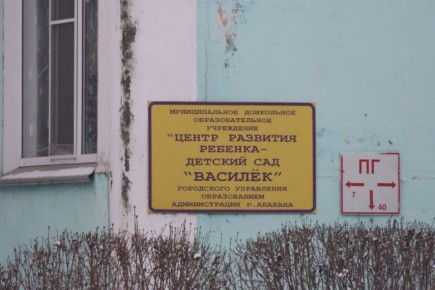 МУНИЦИПАЛЬНОЕ ДОШКОЛЬНОЕ
ОБРАЗОВАТЕЛЬНОЕ
УЧРЕЖДЕНИЕ
"ЦЕНТР РАЗВИТИЯ
РЕБЕНКА-
ДЕТСКИЙ САД
"ВАСИЛЁК"
ГОРОДСКОГО УПРАВЛЕНИЯ
ОБРАЗОВАНИЕМ
АДМИНИСТРАЦИИ г.АБАКАНА
ПГ
7
40